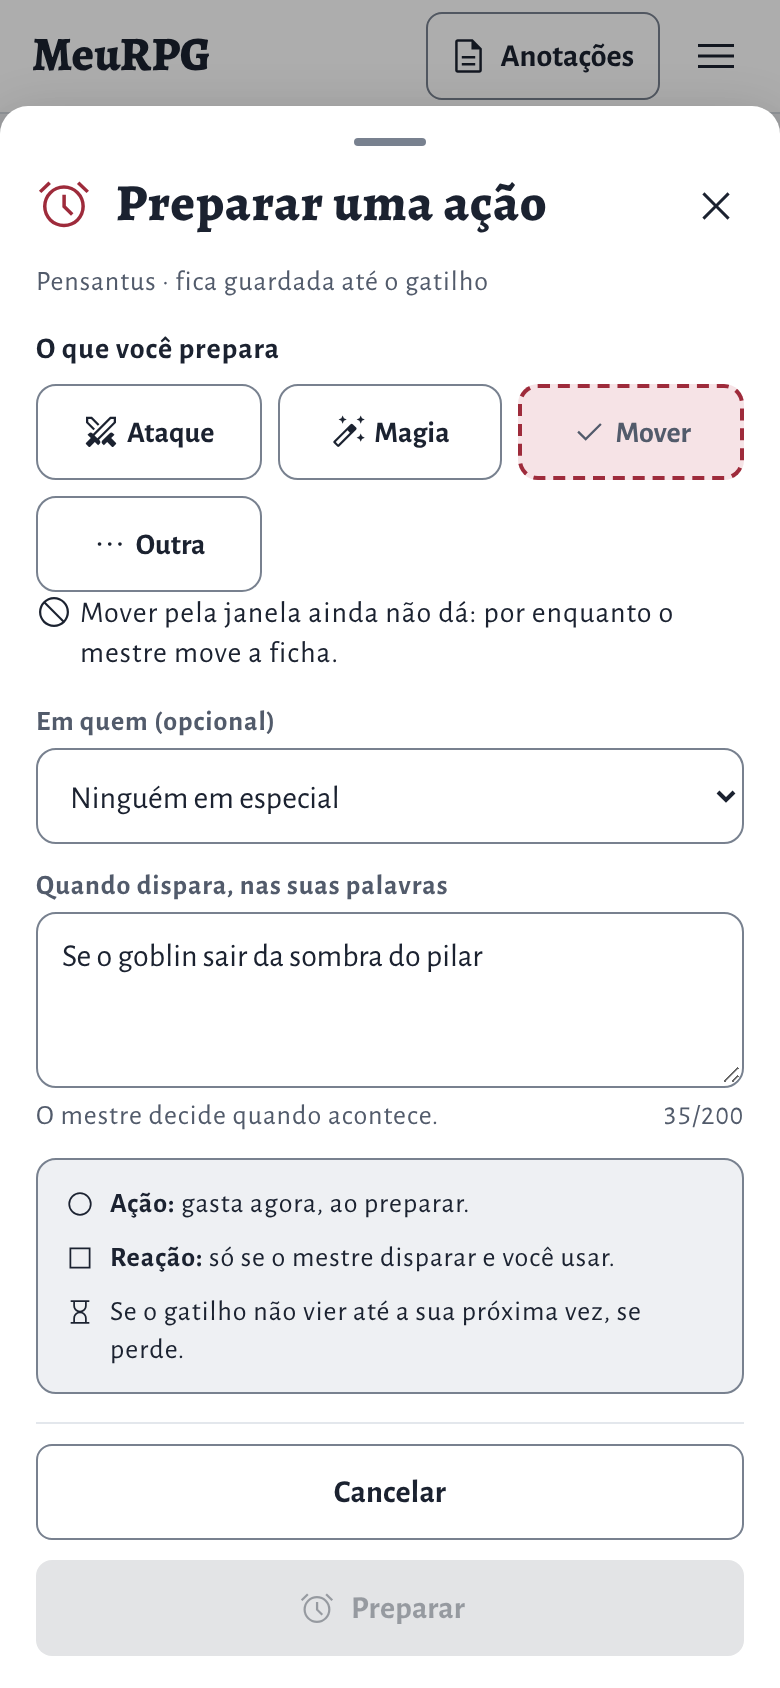 MeuRPG
Anotações
Preparar uma ação
Pensantus · fica guardada até o gatilho
O que você prepara
Ataque
Magia
Mover
Outra
Mover pela janela ainda não dá: por enquanto o
mestre move a ficha.
Em quem (opcional)
Ninguém em especial
Quando dispara, nas suas palavras
Se o goblin sair da sombra do pilar
O mestre decide quando acontece.
35/200
Ação: gasta agora, ao preparar.
Reação: só se o mestre disparar e você usar.
Se o gatilho não vier até a sua próxima vez, se
perde.
Cancelar
Preparar